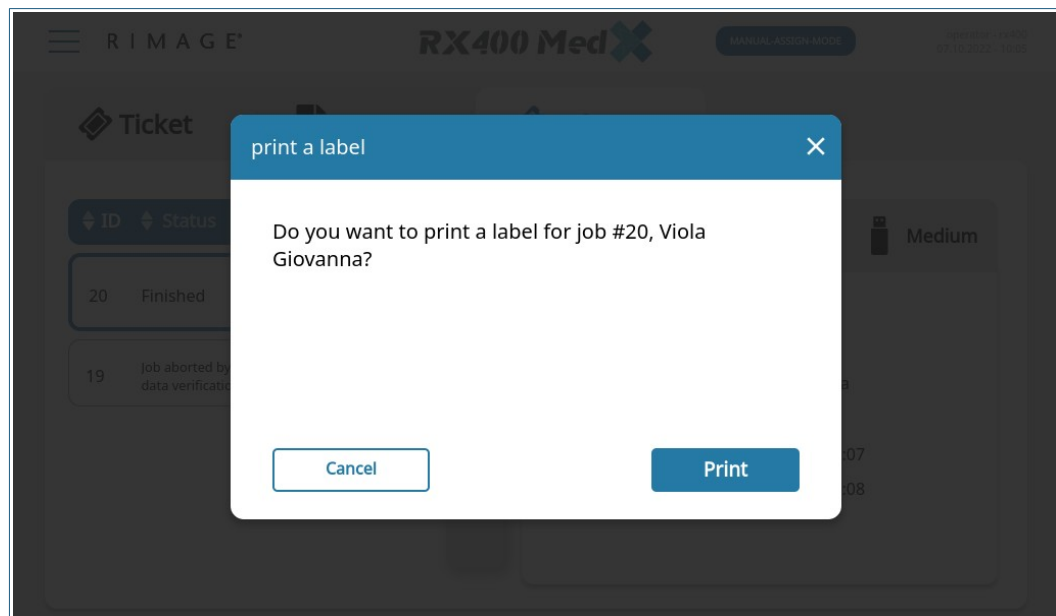 RIMAGE®
RX400 MedX
MANUAL-ASSIGN-MODE
Ticket
print a label
ID
Status
Do you want to print a label for job #20, Viola
Giovanna?
Medium
20
Finished
19
Job aborted by
data verificatio
a
:07
:08
Cancel
Print